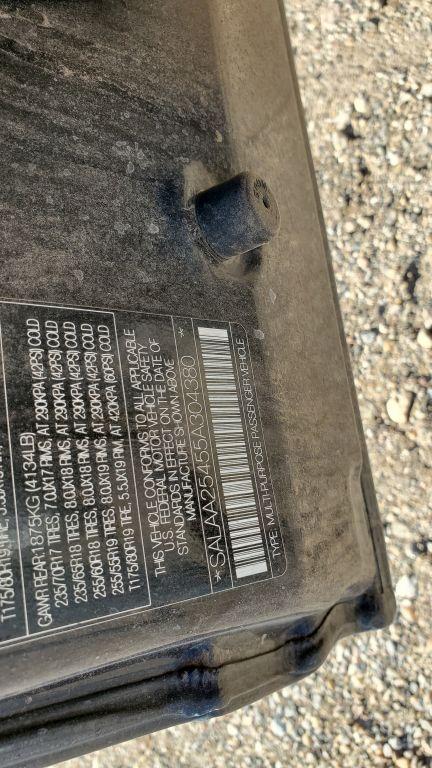 GAWR REAR 1875KG (4134LB)
235/70R17 TIRES, 7.0JX17 RIMS, AT 290KPA (42PSI) COLD
235/65R18 TIRES, 8.0JX18 RIMS, AT 290KPA (42PSI) COLD
255/60R18 TIRES, 8.0JX18 RIMS, AT 290KPA (42PSI) COLD
255/55R19 TIRES, 8.0JX19 RIMS, AT 290KPA (42PSI) COLD
T175/80R19 TIRE, 5.5JX19 RIM, AT 420KPA (60PSI) COLD
THIS VEHICLE CONFORMS TO ALL APPLICABLE
U.S. FEDERAL MOTOR VEHICLE SAFETY
STANDARDS IN EFFECT ON THE DATE OF
MANUFACTURE SHOWN ABOVE
*SALAA25455A304380 *
TYPE: MULTI-PURPOSE PASSENGER VEHICLE